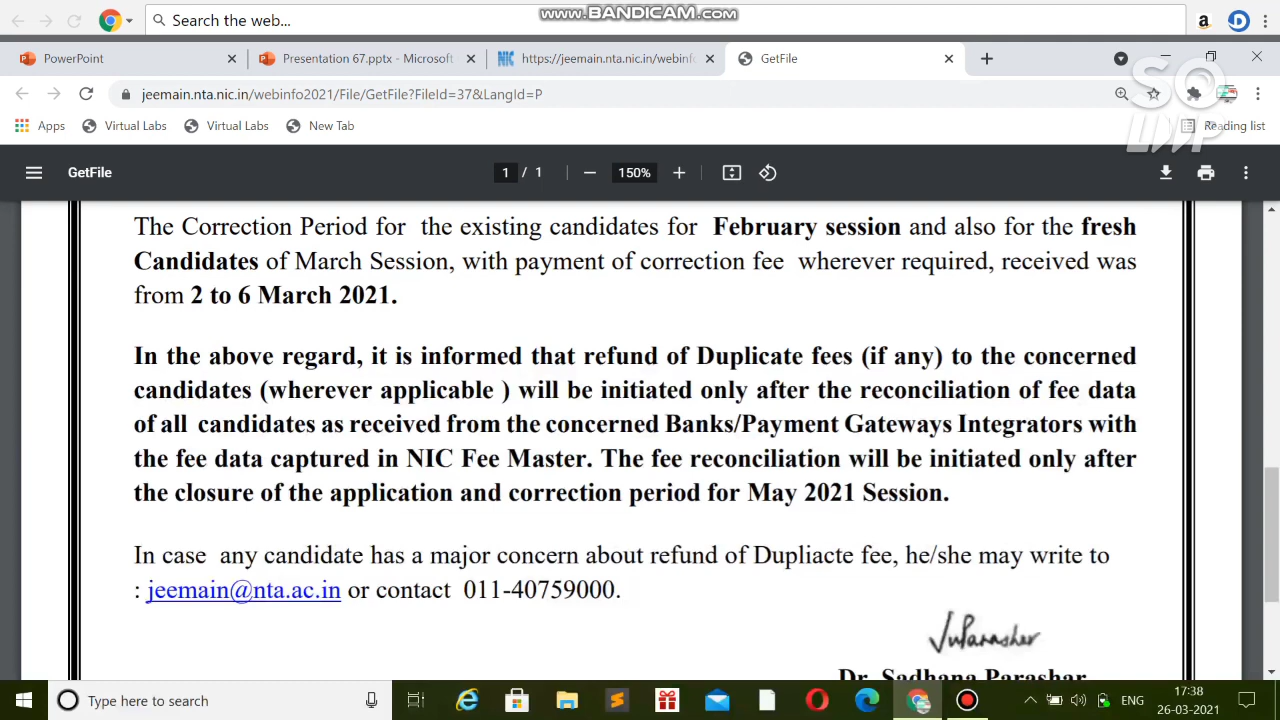 www.BANDICAM.com
Search the web...
PowerPoint
Presentation 67.pptx - Microsoft
https://jeemain.nta.nic.in/webinfo
GetFile
jeemain.nta.nic.in/webinfo2021/File/GetFile?FileId=37&LangId=P
Apps
Virtual Labs
Virtual Labs
New Tab
Reading list
GetFile
1 / 1
150%
The Correction Period for the existing candidates for February session and also for the fresh
Candidates of March Session, with payment of correction fee wherever required, received was
from 2 to 6 March 2021.
In the above regard, it is informed that refund of Duplicate fees (if any) to the concerned
candidates (wherever applicable ) will be initiated only after the reconciliation of fee data
of all candidates as received from the concerned Banks/Payment Gateways Integrators with
the fee data captured in NIC Fee Master. The fee reconciliation will be initiated only after
the closure of the application and correction period for May 2021 Session.
In case any candidate has a major concern about refund of Dupliacte fee, he/she may write to
: jeemain@nta.ac.in or contact 011-40759000.
Dr. Sadhana Parashar
Type here to search
ENG
17:38
26-03-2021